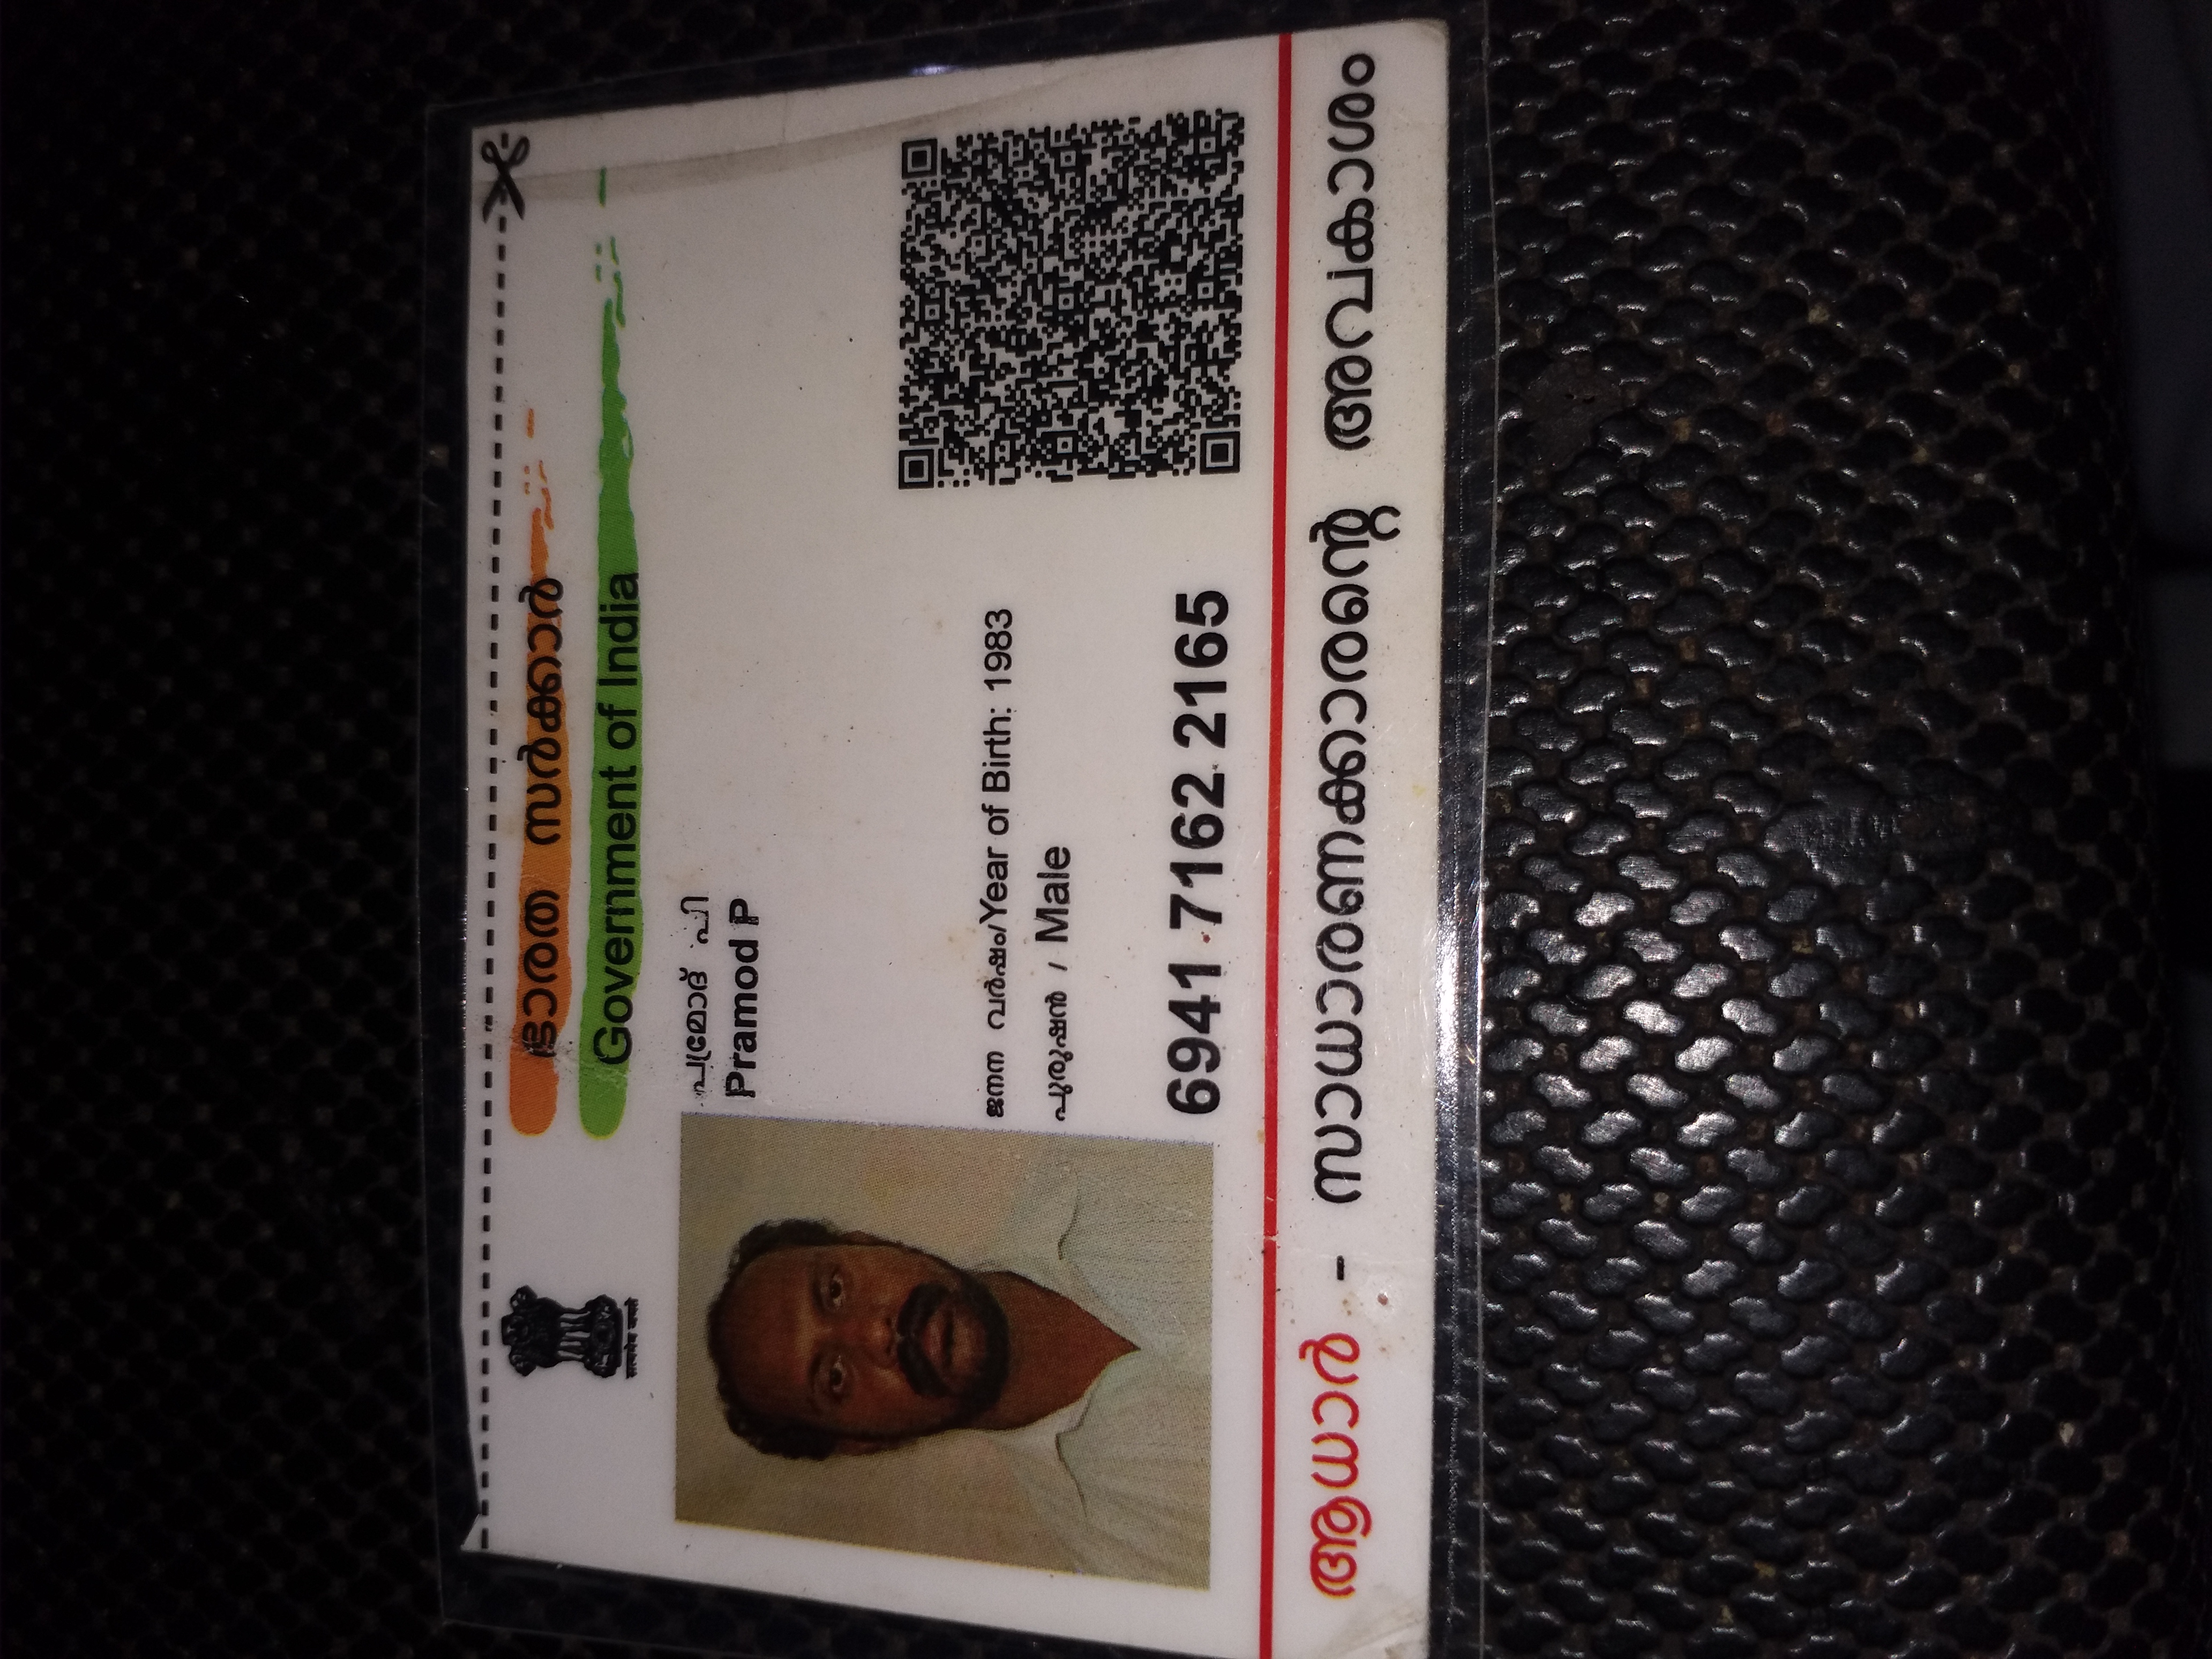 सत्यमेव जयते
ഭാരത സർക്കാർ
Government of India
പ്രമോദ് പി
Pramod P
ജനന വർഷം/Year of Birth: 1983
പുരുഷൻ / Male
6941 7162 2165
ആധാർ - സാധാരണക്കാരന്റെ അവകാശം